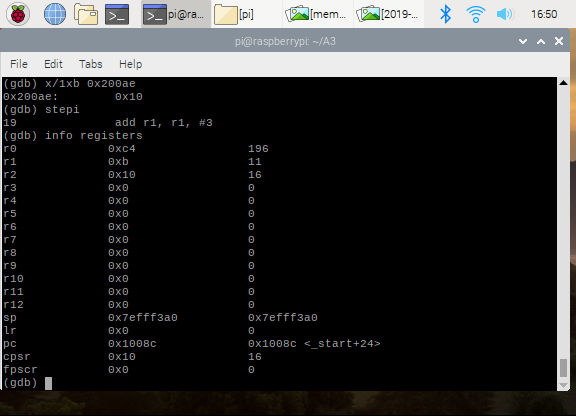 pi@ra... [pi] [mem... [2019-... 16:50
pi@raspberrypi: ~/A3
File Edit Tabs Help
(gdb) x/1xb 0x200ae
0x200ae: 0x10
(gdb) stepi
19 add r1, r1, #3
(gdb) info registers
r0 0xc4 196
r1 0xb 11
r2 0x10 16
r3 0x0 0
r4 0x0 0
r5 0x0 0
r6 0x0 0
r7 0x0 0
r8 0x0 0
r9 0x0 0
r10 0x0 0
r11 0x0 0
r12 0x0 0
sp 0x7efff3a0 0x7efff3a0
lr 0x0 0
pc 0x1008c 0x1008c <_start+24>
cpsr 0x10 16
fpscr 0x0 0
(gdb)